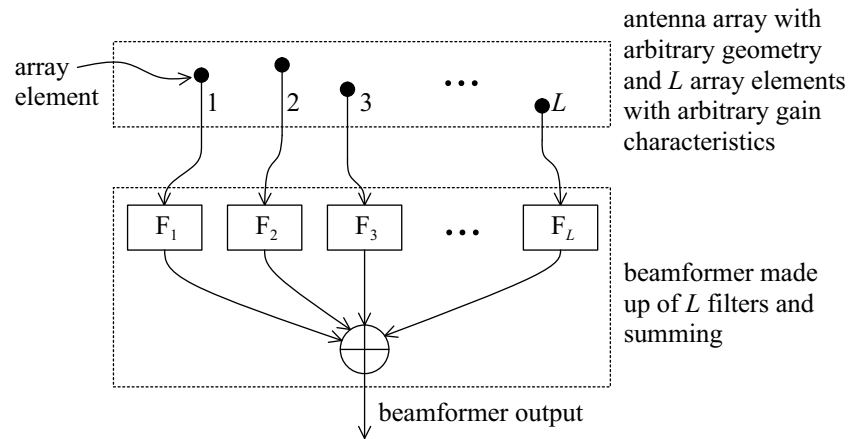 antenna array with
arbitrary geometry
and L array elements
with arbitrary gain
characteristics
array
element
1
2
3
...
L
F1
F2
F3
...
FL
beamformer made
up of L filters and
summing
beamformer output